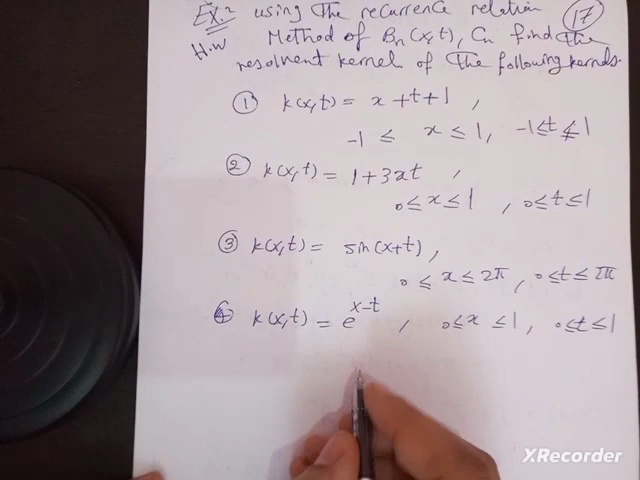 Ex.2 using The recurrence relation 17
H.w Method of Bn(x,t), Cn find the
resolvent kernel of the following kernels.
① k(x,t) = x+t+1 ,
-1 ≤ x ≤ 1, -1≤t≤1
② k(x,t) = 1+3xt ,
0≤x≤1 , 0≤t≤1
③ k(x,t) = sin(x+t),
0 ≤ x ≤ 2π, 0≤t≤2π
④ k(x,t) = e^{x-t} , 0≤x ≤1, 0≤t≤1
XRecorder